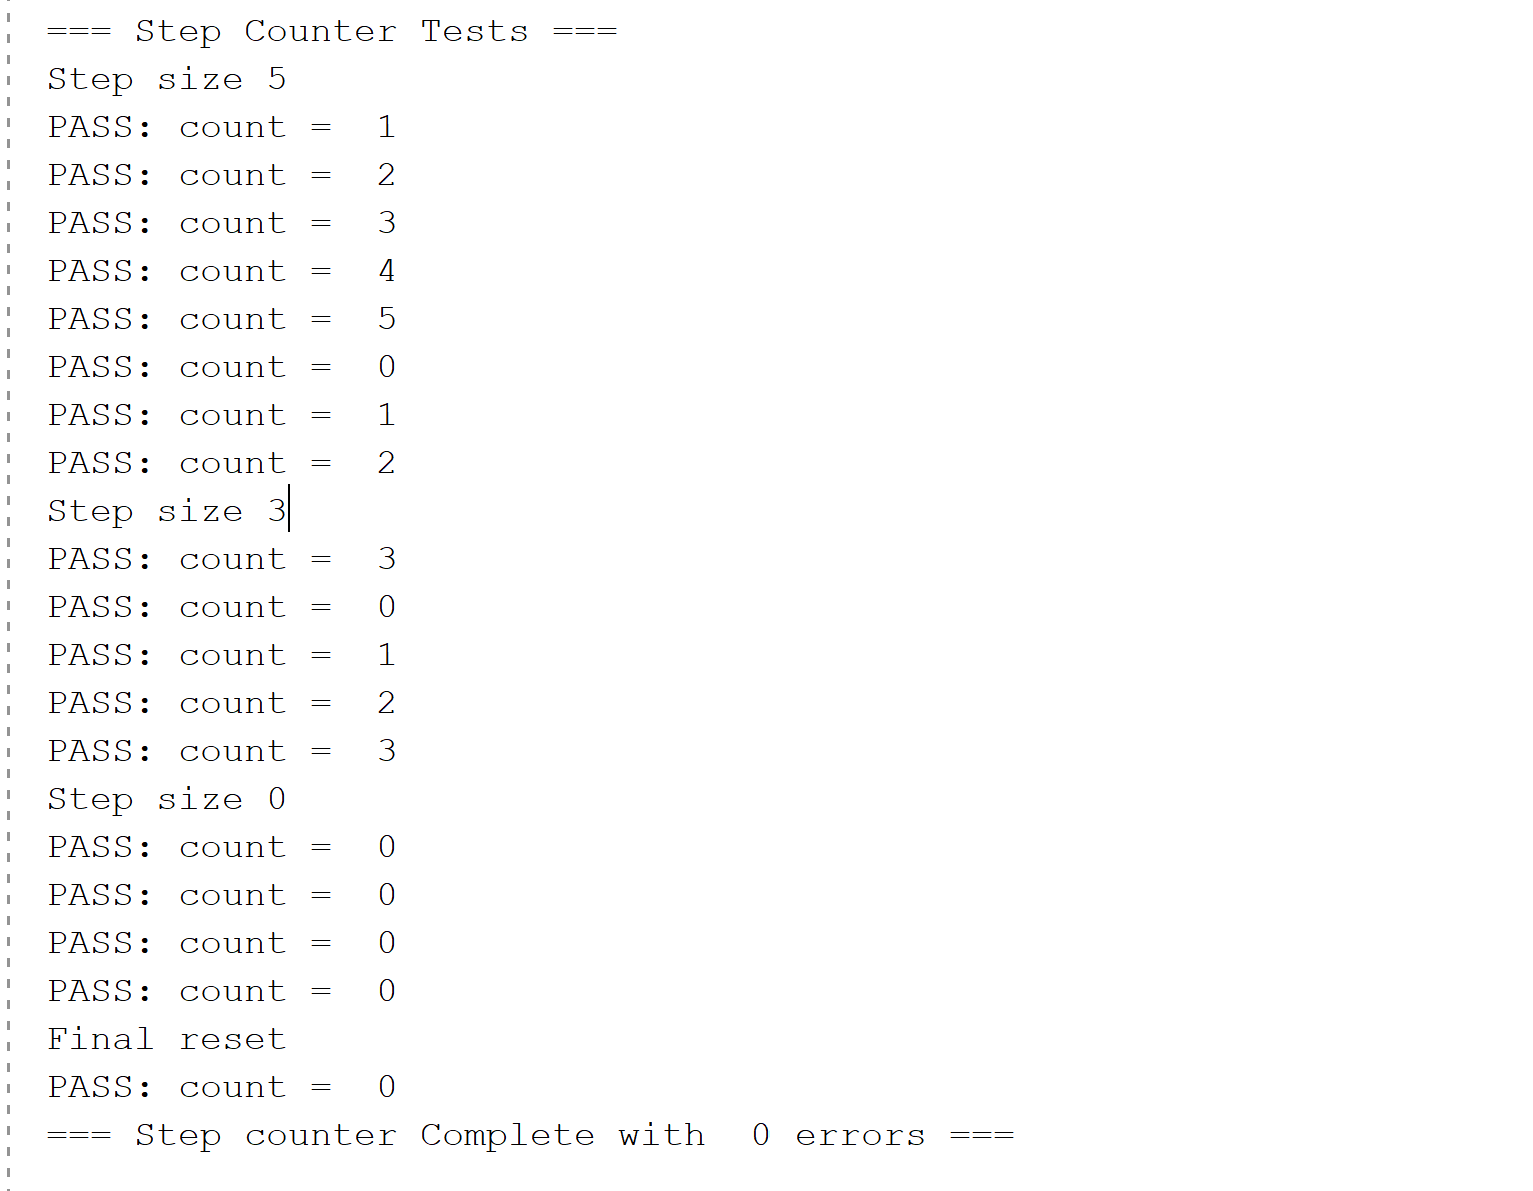 === Step Counter Tests ===
Step size 5
PASS: count =  1
PASS: count =  2
PASS: count =  3
PASS: count =  4
PASS: count =  5
PASS: count =  0
PASS: count =  1
PASS: count =  2
Step size 3
PASS: count =  3
PASS: count =  0
PASS: count =  1
PASS: count =  2
PASS: count =  3
Step size 0
PASS: count =  0
PASS: count =  0
PASS: count =  0
PASS: count =  0
Final reset
PASS: count =  0
=== Step counter Complete with  0 errors ===